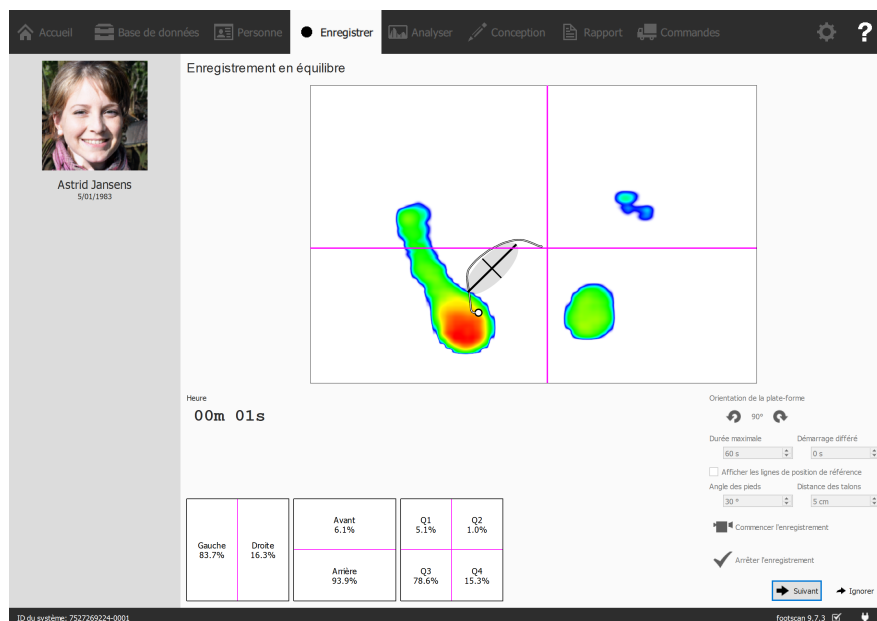 Accueil Base de données Personne Enregistrer Analyser Conception Rapport Commandes ?
Enregistrement en équilibre
Astrid Jansens
5/01/1983
Heure
00m 01s
Orientation de la plate-forme
90°
Durée maximale Démarrage différé
60 s 0 s
Afficher les lignes de position de référence
Angle des pieds Distance des talons
30 ° 5 cm
Commencer l'enregistrement
Arrêter l'enregistrement
Gauche
83.7%
Droite
16.3%
Avant
6.1%
Arrière
93.9%
Q1
5.1%
Q2
1.0%
Q3
78.6%
Q4
15.3%
Suivant Ignorer
ID du système: 7527269224-0001 footscan 9.7.3